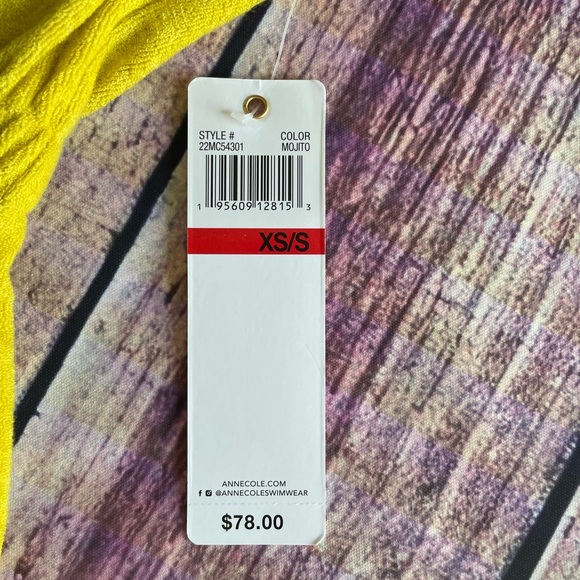 STYLE # COLOR
22MC54301 MOJITO
1 95609 12815 3
XS/S
ANNECOLE.COM
@ANNECOLESWIMWEAR
$78.00